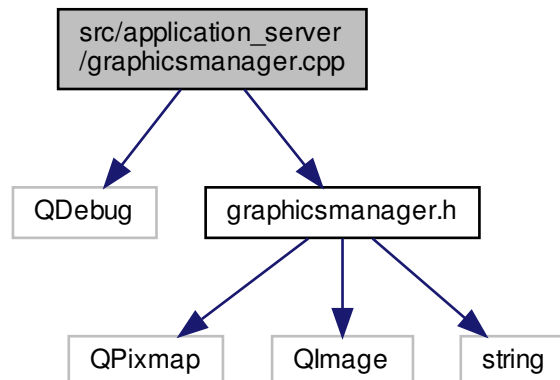 src/application_server
/graphicsmanager.cpp
QDebug
graphicsmanager.h
QPixmap
QImage
string